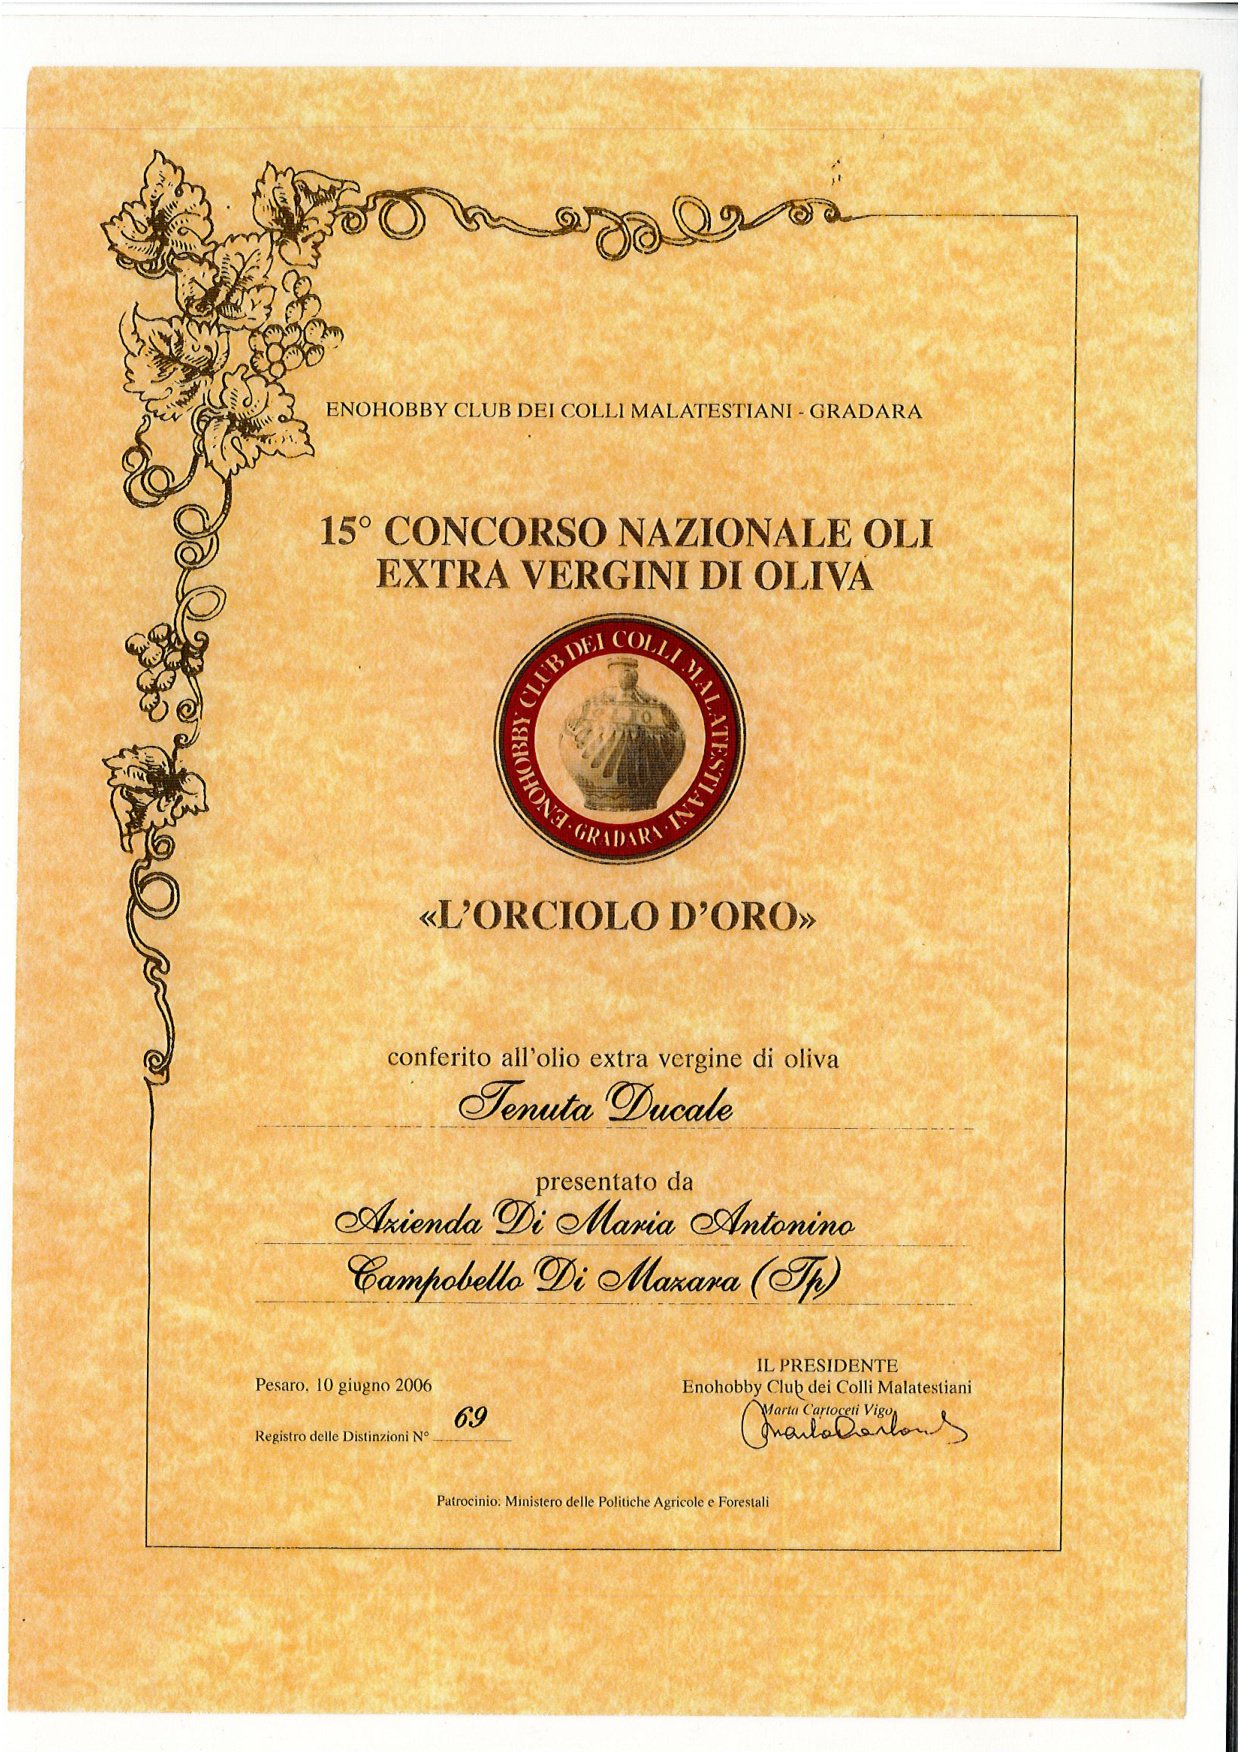 ENOHOBBY CLUB DEI COLLI MALATESTIANI - GRADARA
15° CONCORSO NAZIONALE OLI
EXTRA VERGINI DI OLIVA
ENOHOBBY CLUB DEI COLLI MALATESTIANI
· GRADARA ·
«L'ORCIOLO D'ORO»
conferito all'olio extra vergine di oliva
Tenuta Ducale
presentato da
Azienda Di Maria Antonino
Campobello Di Mazara (Tp)
IL PRESIDENTE
Pesaro, 10 giugno 2006
Enohobby Club dei Colli Malatestiani
Marta Cartoceti Vigo
Registro delle Distinzioni N° 69
Patrocinio: Ministero delle Politiche Agricole e Forestali